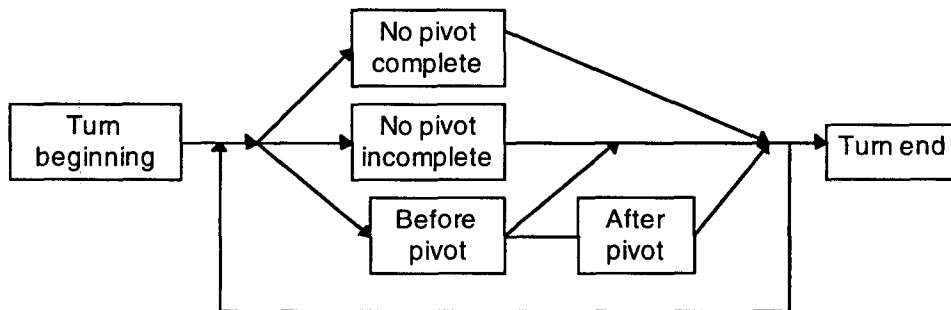 No pivot
complete
Turn
beginning
No pivot
incomplete
Turn end
Before
pivot
After
pivot